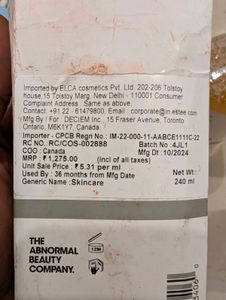 Imported by ELCA cosmetics Pvt. Ltd. 202-206 Tolstoy
house,15 Tolstoy Marg. New Delhi - 110001 Consumer
Complaint Address : Same as above.
Contact :+91 22 - 61479800, Email : corporate@in.estee.com
Mfg By / For : DECIEM Inc., 15 Fraser Avenue, Toronto
Ontario, M6K1Y7, Canada.
Importer - CPCB Regn No.: IM-22-000-11-AABCE1111C-22
RC NO.: RC/COS-002888 Batch No : 4JL1
COO : Canada Mfg Dt :10/2024
MRP : ₹ 1,275.00 (incl of all taxes)
Unit Sale Price : ₹ 5.31 per ml
Used By : 36 months from Mfg Date
Generic Name : Skincare 240 ml
THE
ABNORMAL
BEAUTY
COMPANY.
12M